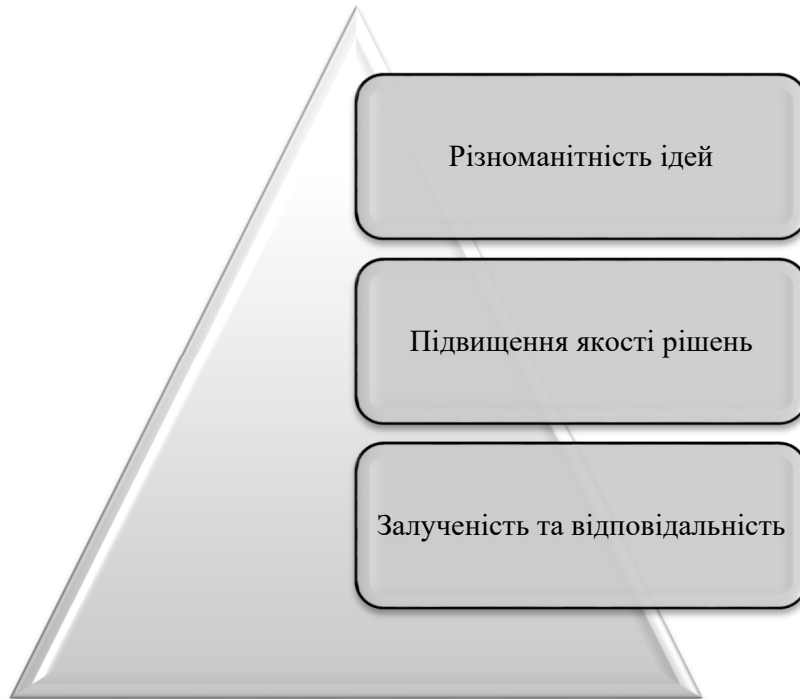 Різноманітність ідей
Підвищення якості рішень
Залученість та відповідальність